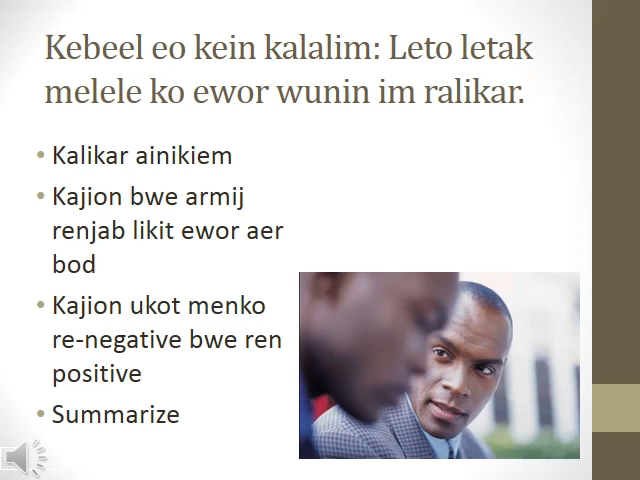 Kebeel eo kein kalalim: Leto letak
melele ko ewor wunin im ralikar.
• Kalikar ainikiem
• Kajion bwe armij
renjab likit ewor aer
bod
• Kajion ukot menko
re-negative bwe ren
positive
• Summarize